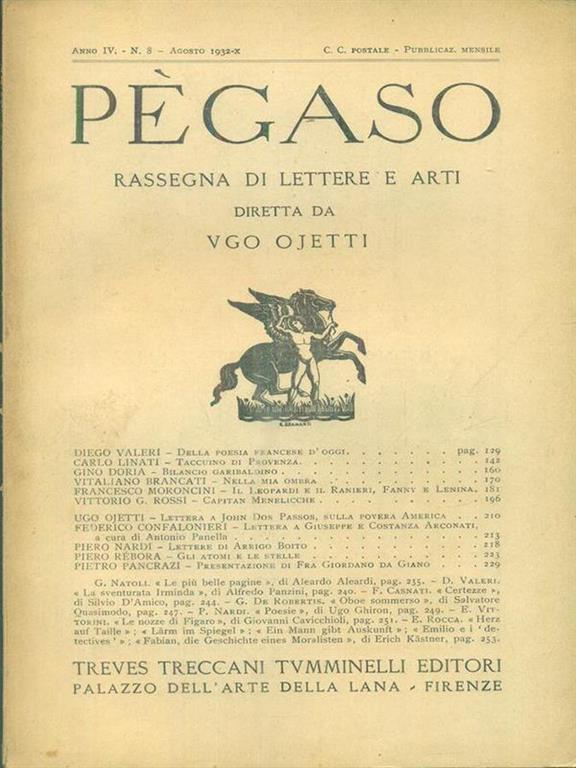 Anno IV, - N. 8 – Agosto 1932-X C. C. postale - Pubblicaz. mensile
PÈGASO
RASSEGNA DI LETTERE E ARTI
DIRETTA DA
VGO OJETTI
DIEGO VALERI – Della poesia francese d'oggi. . . . . . . . pag. 129
CARLO LINATI – Taccuino di Provenza. . . . . . . . . . . 142
GINO DORIA – Bilancio garibaldino . . . . . . . . . . . . 160
VITALIANO BRANCATI – Nella mia ombra . . . . . . . . . . 170
FRANCESCO MORONCINI – Il Leopardi e il Ranieri, Fanny e Lenina. 181
VITTORIO G. ROSSI – Capitan Menelicche . . . . . . . . . 196
UGO OJETTI – Lettera a John Dos Passos, sulla povera America . . 210
FEDERICO CONFALONIERI – Lettera a Giuseppe e Costanza Arconati,
a cura di Antonio Panella . . . . . . . . . . . . . . . 213
PIERO NARDI – Lettere di Arrigo Boito . . . . . . . . . . 218
PIERO RÈBORA – Gli atomi e le stelle . . . . . . . . . . 223
PIETRO PANCRAZI – Presentazione di Fra Giordano da Giano . . . 229
G. Natoli. « Le più belle pagine », di Aleardo Aleardi, pag. 235. – D. Valeri.
« La sventurata Irminda », di Alfredo Panzini, pag. 240. – F. Casnati. « Certezze »,
di Silvio D'Amico, pag. 244. – G. De Robertis. « Oboe sommerso », di Salvatore
Quasimodo, pag. 247. – P. Nardi. « Poesie », di Ugo Ghiron, pag. 249. – E. Vit-
torini. « Le nozze di Figaro », di Giovanni Cavicchioli, pag. 251. – E. Rocca. « Herz
auf Taille » ; « Lärm im Spiegel » ; « Ein Mann gibt Auskunft » ; « Emilio e i ' de-
tectives ' » ; « Fabian, die Geschichte eines Moralisten », di Erich Kästner, pag. 253.
TREVES TRECCANI TVMMINELLI EDITORI
PALAZZO DELL'ARTE DELLA LANA - FIRENZE